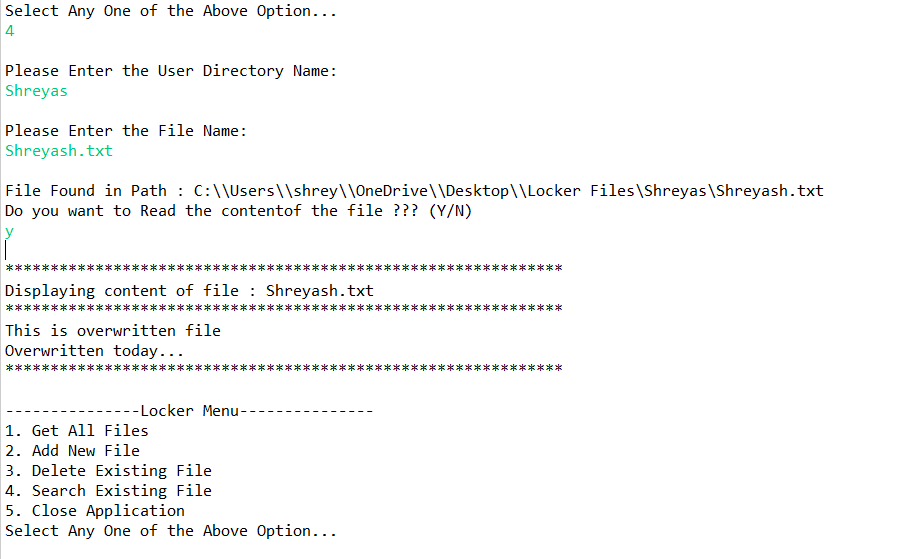 Select Any One of the Above Option...
4
Please Enter the User Directory Name:
Shreyas
Please Enter the File Name:
Shreyash.txt
File Found in Path : C:\\Users\\shrey\\OneDrive\\Desktop\\Locker Files\Shreyas\Shreyash.txt
Do you want to Read the contentof the file ??? (Y/N)
y
**************************************************************
Displaying content of file : Shreyash.txt
**************************************************************
This is overwritten file
Overwritten today...
**************************************************************
---------------Locker Menu---------------
1. Get All Files
2. Add New File
3. Delete Existing File
4. Search Existing File
5. Close Application
Select Any One of the Above Option...